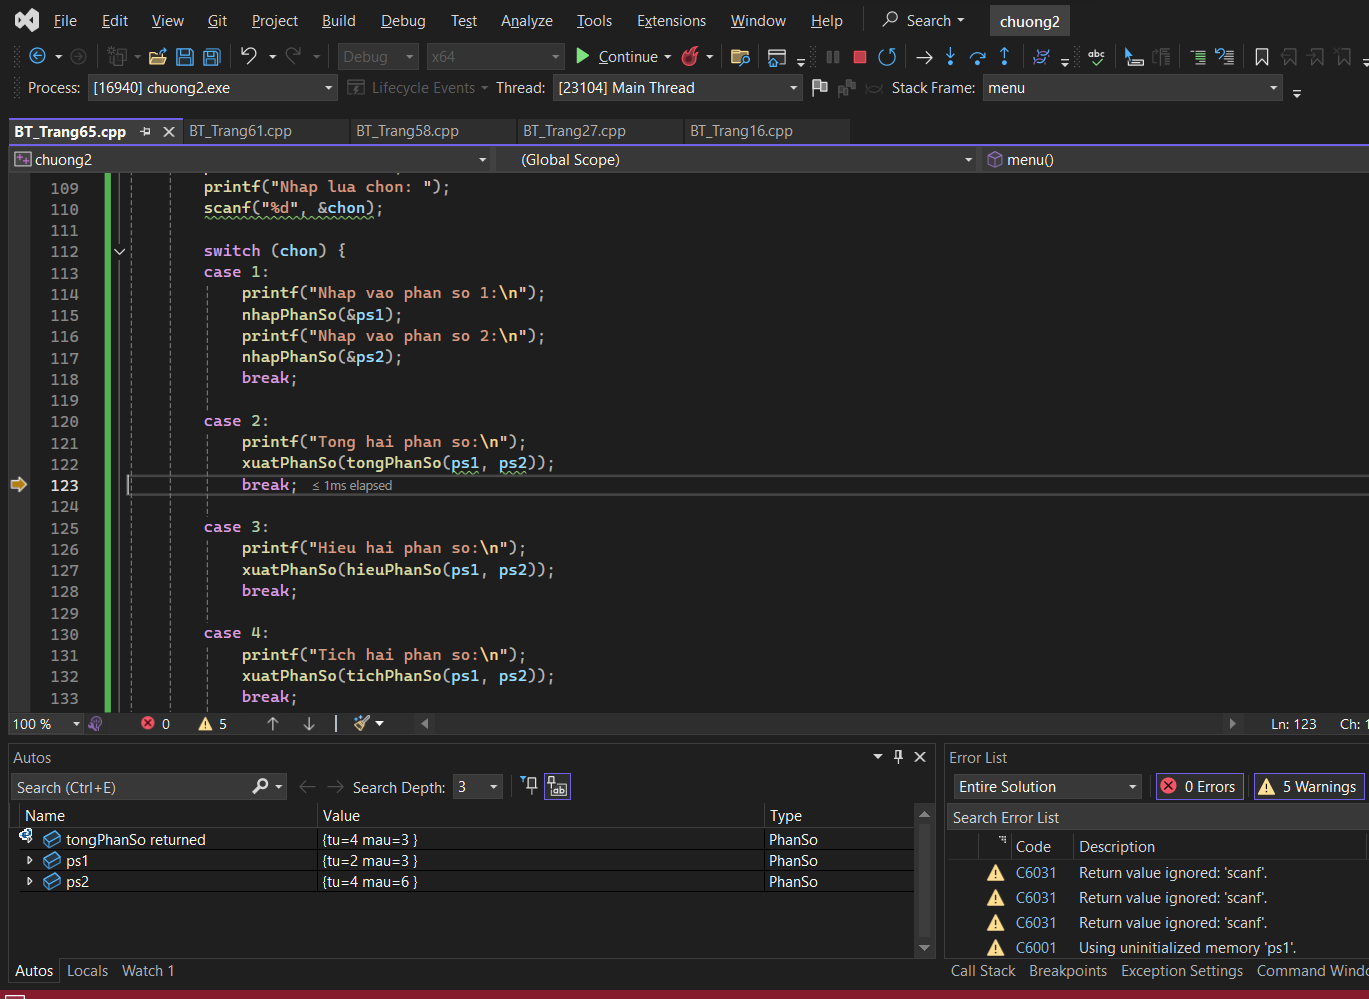 File Edit View Git Project Build Debug Test Analyze Tools Extensions Window Help Search chuong2
Debug x64 Continue
Process: [16940] chuong2.exe Lifecycle Events Thread: [23104] Main Thread Stack Frame: menu
BT_Trang65.cpp BT_Trang61.cpp BT_Trang58.cpp BT_Trang27.cpp BT_Trang16.cpp
chuong2 (Global Scope) menu()
109 printf("Nhap lua chon: ");
110 scanf("%d", &chon);
111
112 switch (chon) {
113 case 1:
114 printf("Nhap vao phan so 1:\n");
115 nhapPhanSo(&ps1);
116 printf("Nhap vao phan so 2:\n");
117 nhapPhanSo(&ps2);
118 break;
119
120 case 2:
121 printf("Tong hai phan so:\n");
122 xuatPhanSo(tongPhanSo(ps1, ps2));
123 break; ≤ 1ms elapsed
124
125 case 3:
126 printf("Hieu hai phan so:\n");
127 xuatPhanSo(hieuPhanSo(ps1, ps2));
128 break;
129
130 case 4:
131 printf("Tich hai phan so:\n");
132 xuatPhanSo(tichPhanSo(ps1, ps2));
133 break;
100 % 0 5 Ln: 123 Ch: 1
Autos
Search (Ctrl+E) Search Depth: 3
Name Value Type
tongPhanSo returned {tu=4 mau=3 } PhanSo
ps1 {tu=2 mau=3 } PhanSo
ps2 {tu=4 mau=6 } PhanSo
Autos Locals Watch 1
Error List
Entire Solution 0 Errors 5 Warnings
Search Error List
Code Description
C6031 Return value ignored: 'scanf'.
C6031 Return value ignored: 'scanf'.
C6031 Return value ignored: 'scanf'.
C6001 Using uninitialized memory 'ps1'.
Call Stack Breakpoints Exception Settings Command Windo